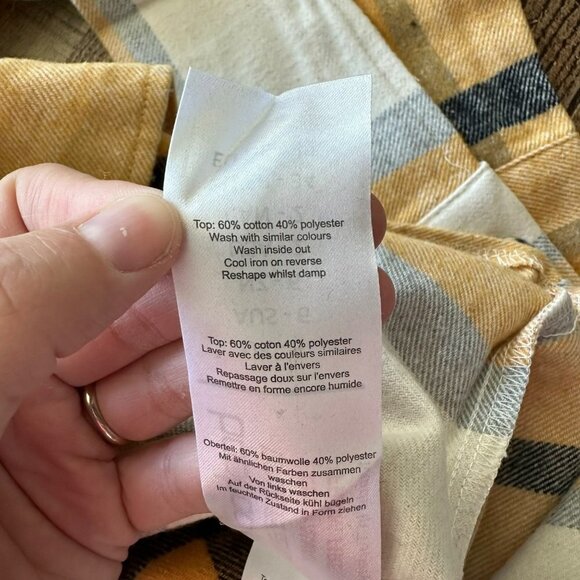 Top: 60% cotton 40% polyester
Wash with similar colours
Wash inside out
Cool iron on reverse
Reshape whilst damp
Top: 60% coton 40% polyester
Laver avec des couleurs similaires
Laver à l'envers
Repassage doux sur l'envers
Remettre en forme encore humide
Oberteil: 60% baumwolle 40% polyester
Mit ähnlichen Farben zusammen
waschen
Von links waschen
Auf der Rückseite kühl bügeln
Im feuchten Zustand in Form ziehen